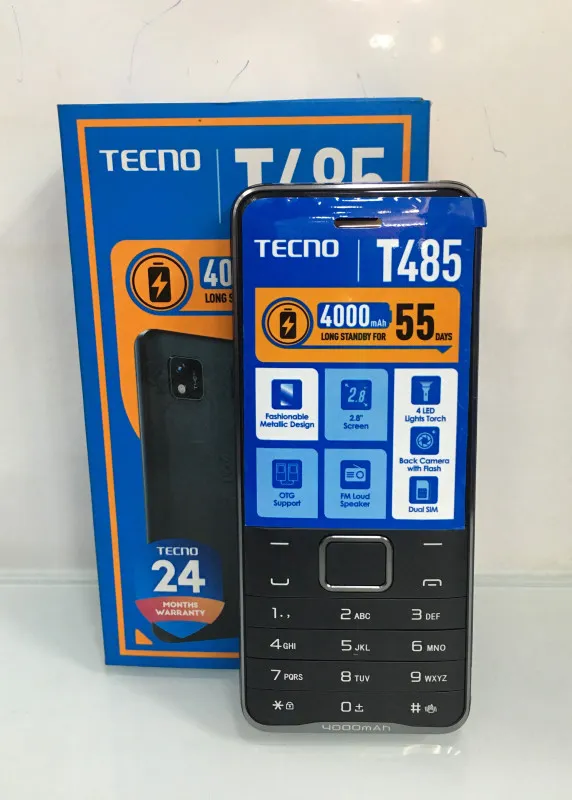 TECNO
T485
40
LONG S
TECNO
24
MONTHS
WARRANTY
TECNO
T485
4000mAh
LONG STANDBY FOR
55
DAYS
2.8"
Fashionable
Metallic Design
2.8"
Screen
4 LED
Lights Torch
Back Camera
with Flash
OTG
Support
FM Loud
Speaker
Dual SIM
1.,
2 ABC
3 DEF
4 GHI
5 JKL
6 MNO
7 PQRS
8 TUV
9 WXYZ
*
0
#
4000mAh